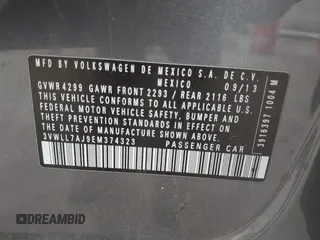 MFD. BY VOLKSWAGEN DE MEXICO S.A. DE C.V.
MEXICO 09/13
GVWR 4299 GAWR FRONT 2293 / REAR 2116 LBS
THIS VEHICLE CONFORMS TO ALL APPLICABLE U.S.
FEDERAL MOTOR VEHICLE SAFETY, BUMPER AND
THEFT PREVENTION STANDARDS IN EFFECT ON THE
DATE OF MANUFACTURE SHOWN ABOVE.
3VWLL7AJ9EM374323 PASSENGER CAR
3916397 1004 M
DREAMBID